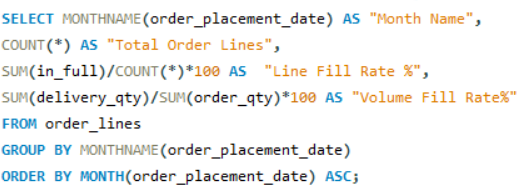 SELECT MONTHNAME(order_placement_date) AS "Month Name",
COUNT(*) AS "Total Order Lines",
SUM(in_full)/COUNT(*)*100 AS  "Line Fill Rate %",
SUM(delivery_qty)/SUM(order_qty)*100 AS "Volume Fill Rate%"
FROM order_lines
GROUP BY MONTHNAME(order_placement_date)
ORDER BY MONTH(order_placement_date) ASC;